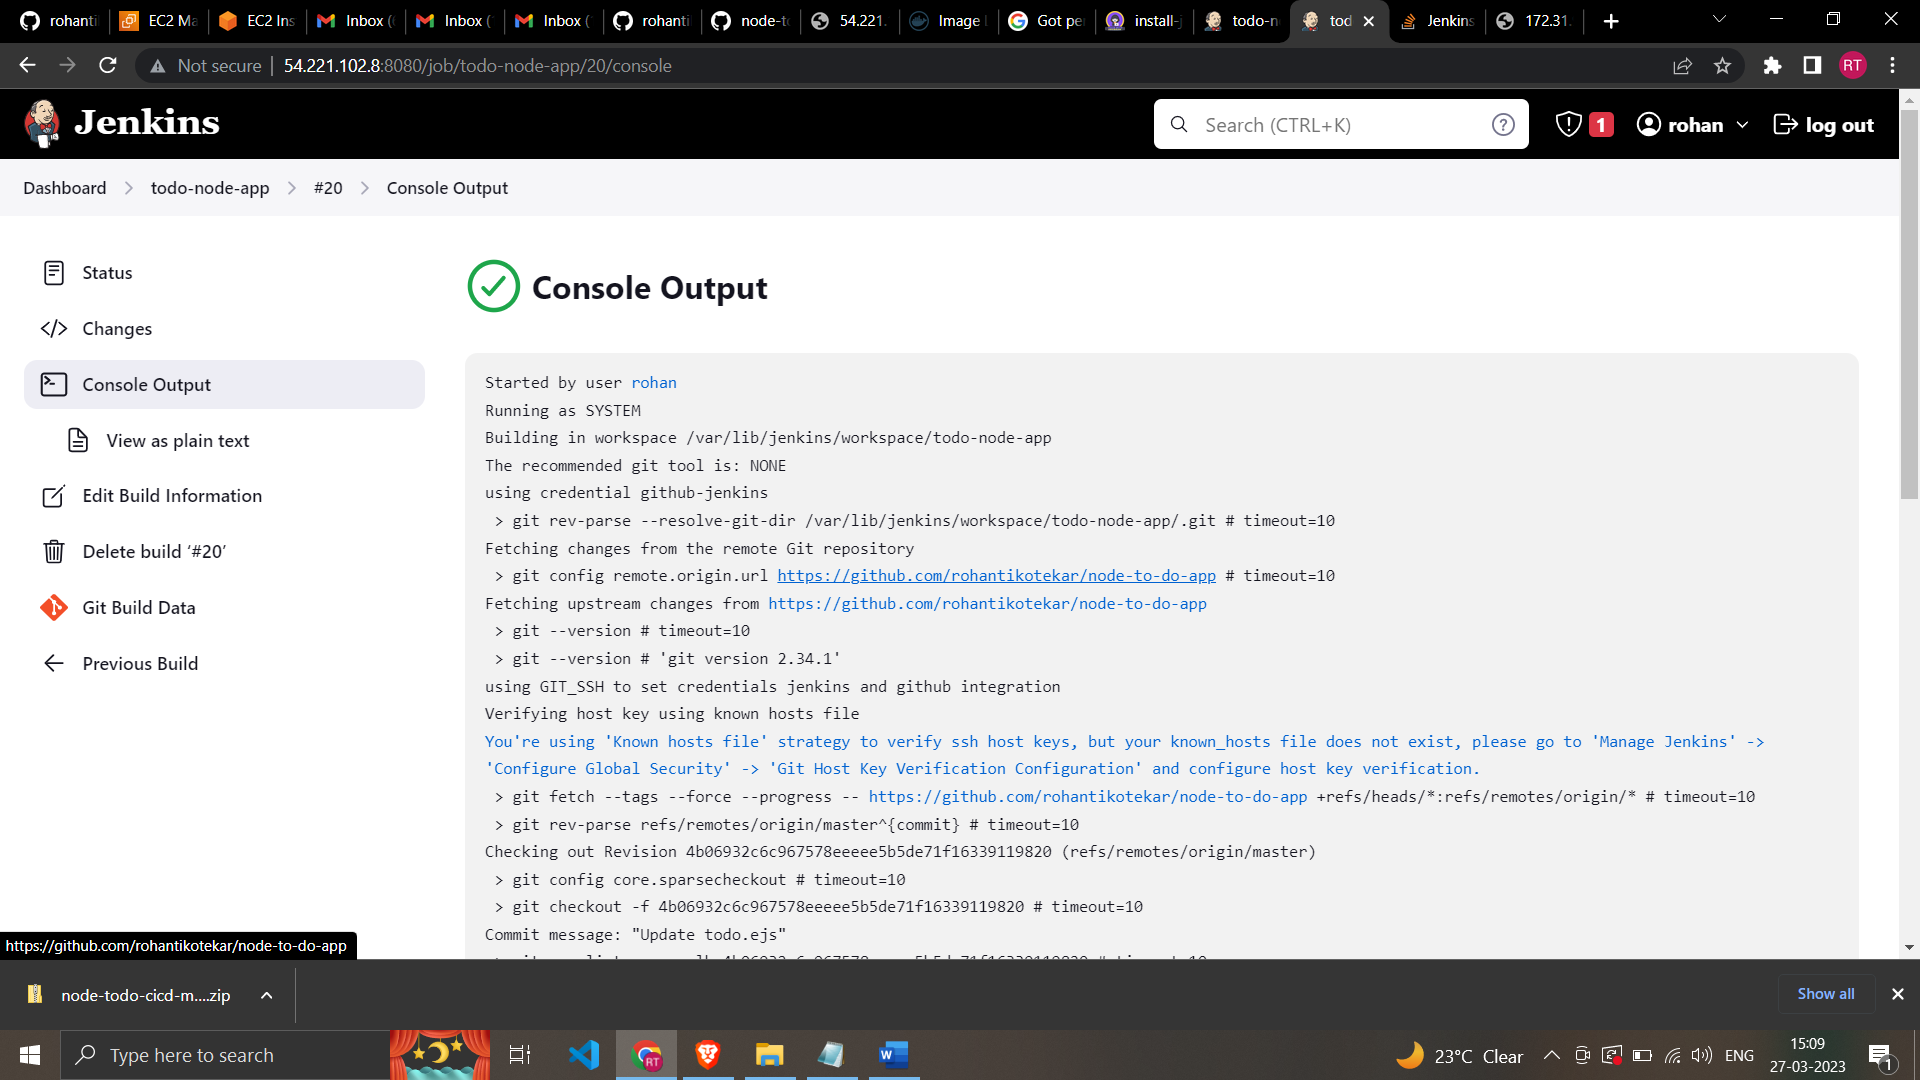 rohanti
EC2 Ma
EC2 Ins
Inbox (
Inbox (
Inbox (
rohanti
node-to
54.221.
Image
Got pe
install-j
todo-n
tod
Jenkins
172.31.
Not secure
54.221.102.8:8080/job/todo-node-app/20/console
RT
Jenkins
Search (CTRL+K)
1
rohan
log out
Dashboard
todo-node-app
#20
Console Output
Status
Changes
Console Output
View as plain text
Edit Build Information
Delete build ‘#20’
Git Build Data
Previous Build
Console Output
Started by user rohan
Running as SYSTEM
Building in workspace /var/lib/jenkins/workspace/todo-node-app
The recommended git tool is: NONE
using credential github-jenkins
> git rev-parse --resolve-git-dir /var/lib/jenkins/workspace/todo-node-app/.git # timeout=10
Fetching changes from the remote Git repository
> git config remote.origin.url https://github.com/rohantikotekar/node-to-do-app # timeout=10
Fetching upstream changes from https://github.com/rohantikotekar/node-to-do-app
> git --version # timeout=10
> git --version # 'git version 2.34.1'
using GIT_SSH to set credentials jenkins and github integration
Verifying host key using known hosts file
You're using 'Known hosts file' strategy to verify ssh host keys, but your known_hosts file does not exist, please go to 'Manage Jenkins' ->
'Configure Global Security' -> 'Git Host Key Verification Configuration' and configure host key verification.
> git fetch --tags --force --progress -- https://github.com/rohantikotekar/node-to-do-app +refs/heads/*:refs/remotes/origin/* # timeout=10
> git rev-parse refs/remotes/origin/master^{commit} # timeout=10
Checking out Revision 4b06932c6c967578eeeee5b5de71f16339119820 (refs/remotes/origin/master)
> git config core.sparsecheckout # timeout=10
> git checkout -f 4b06932c6c967578eeeee5b5de71f16339119820 # timeout=10
Commit message: "Update todo.ejs"
https://github.com/rohantikotekar/node-to-do-app
node-todo-cicd-m....zip
Show all
Type here to search
RT
23°C Clear
ENG
15:09
27-03-2023
1